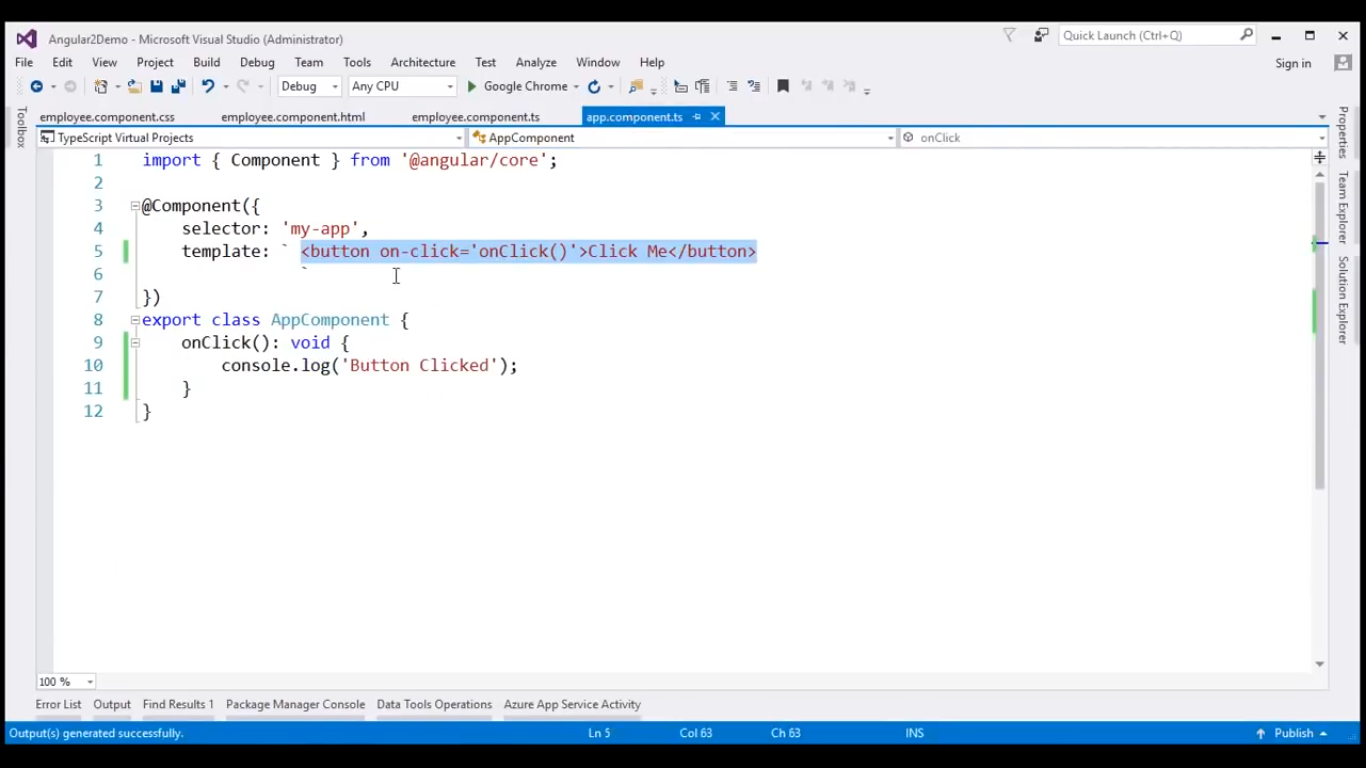 Angular2Demo - Microsoft Visual Studio (Administrator)
Quick Launch (Ctrl+Q)
File Edit View Project Build Debug Team Tools Architecture Test Analyze Window Help
Sign in
Debug Any CPU Google Chrome
Toolbox
employee.component.css employee.component.html employee.component.ts app.component.ts
TypeScript Virtual Projects AppComponent onClick
1 import { Component } from '@angular/core';
2
3 @Component({
4 selector: 'my-app',
5 template: ` <button on-click='onClick()'>Click Me</button>
6 `
7 })
8 export class AppComponent {
9 onClick(): void {
10 console.log('Button Clicked');
11 }
12 }
Properties
Team Explorer
Solution Explorer
100 %
Error List Output Find Results 1 Package Manager Console Data Tools Operations Azure App Service Activity
Output(s) generated successfully. Ln 5 Col 63 Ch 63 INS Publish